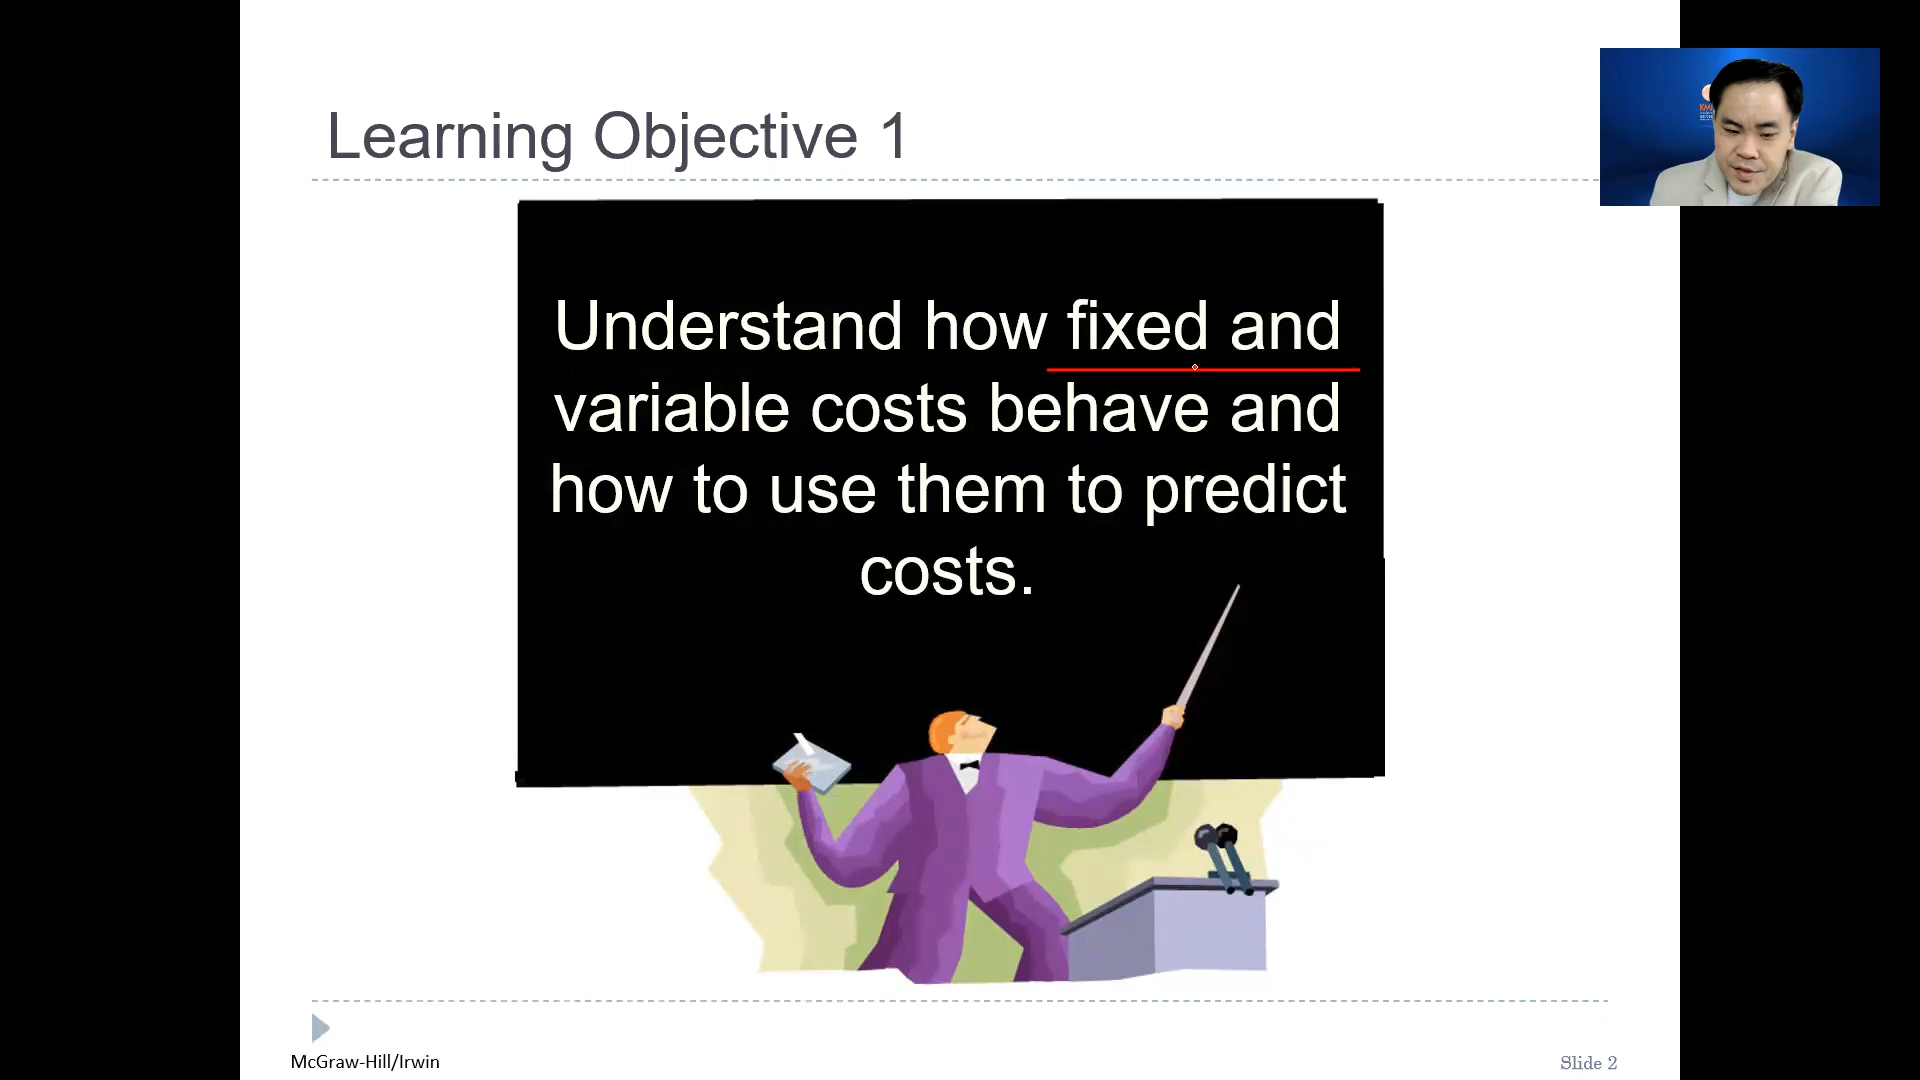 Learning Objective 1
Understand how fixed and
variable costs behave and
how to use them to predict
costs.
McGraw-Hill/Irwin
Slide 2